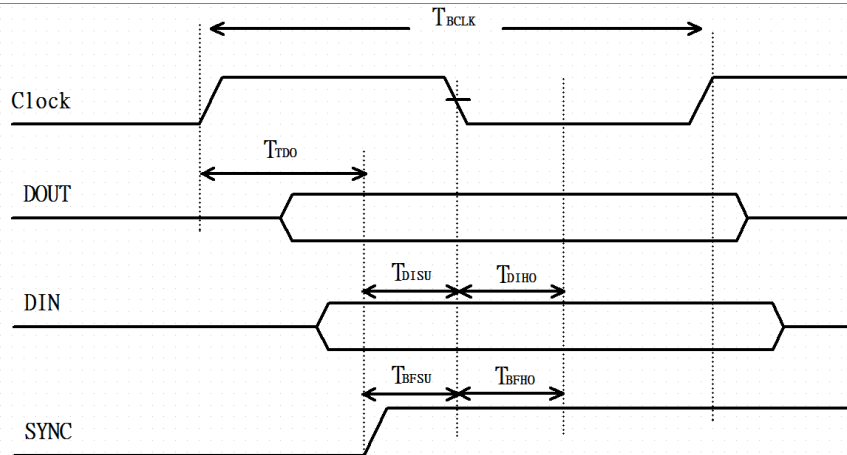 TBCLK
Clock
TTDO
DOUT
TDISU TDIHO
DIN
TBFSU TBFHO
SYNC